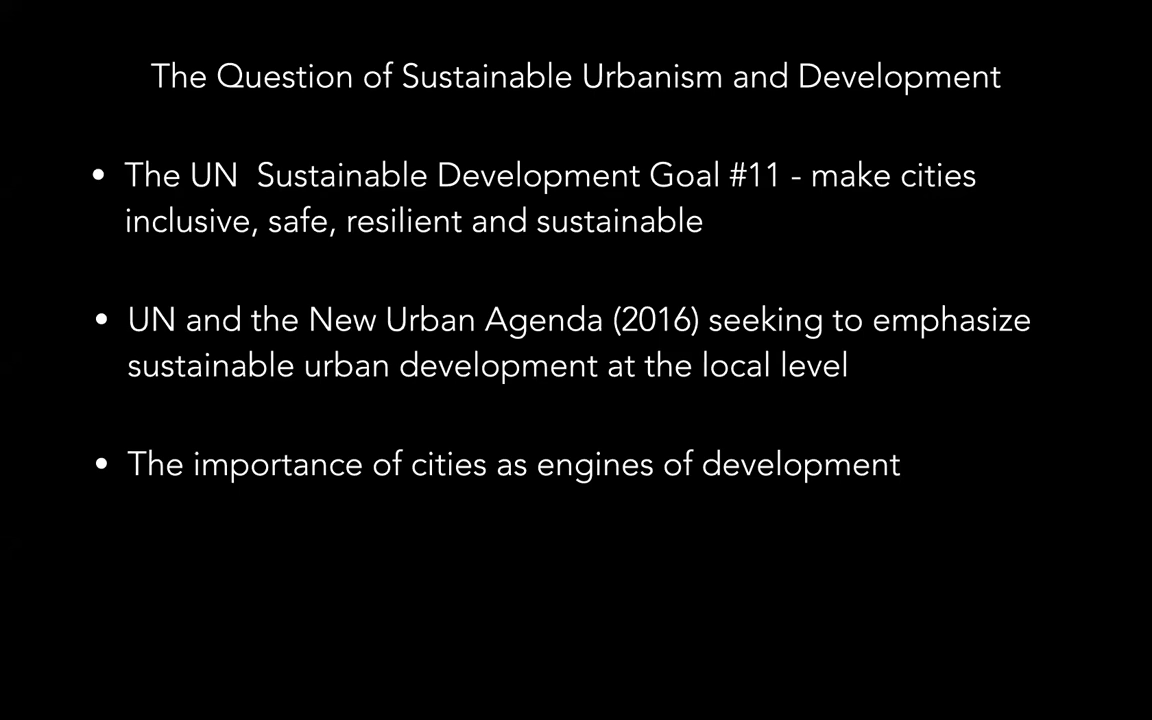 The Question of Sustainable Urbanism and Development
• The UN  Sustainable Development Goal #11 - make cities
inclusive, safe, resilient and sustainable
• UN and the New Urban Agenda (2016) seeking to emphasize
sustainable urban development at the local level
• The importance of cities as engines of development